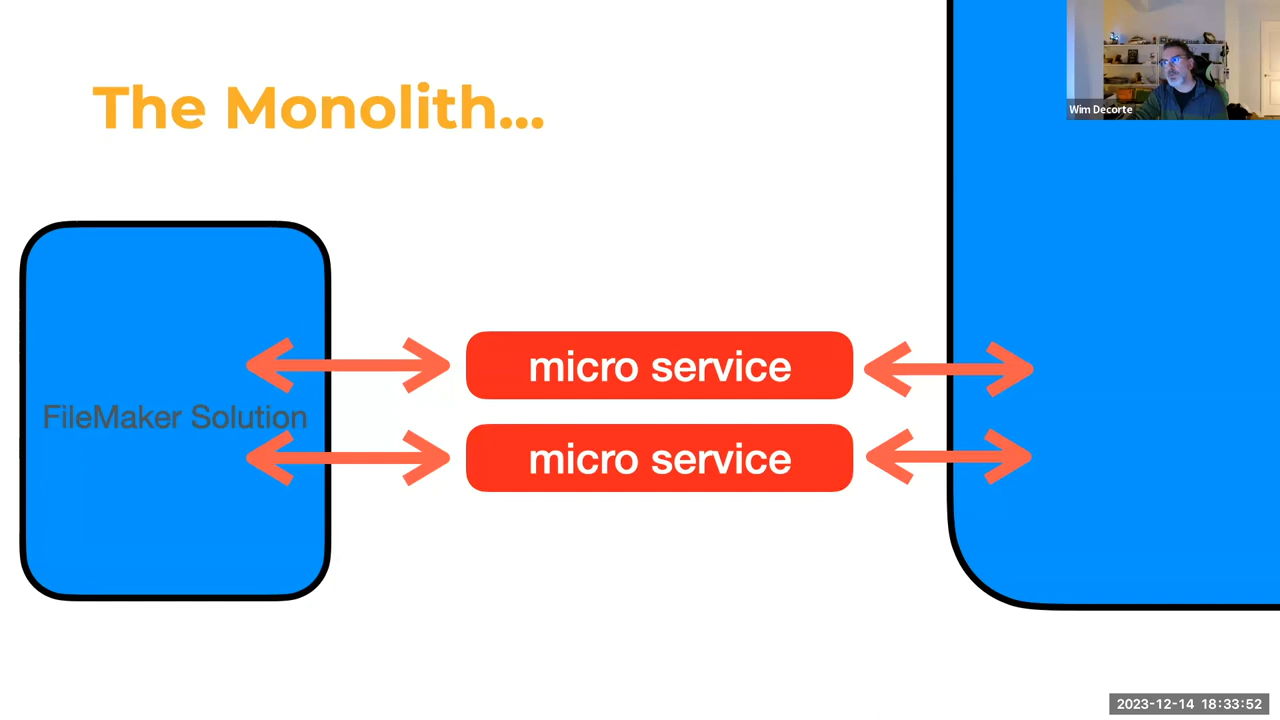 The Monolith...
Wim Decorte
micro service
FileMaker Solution
micro service
2023-12-14 18:33:52